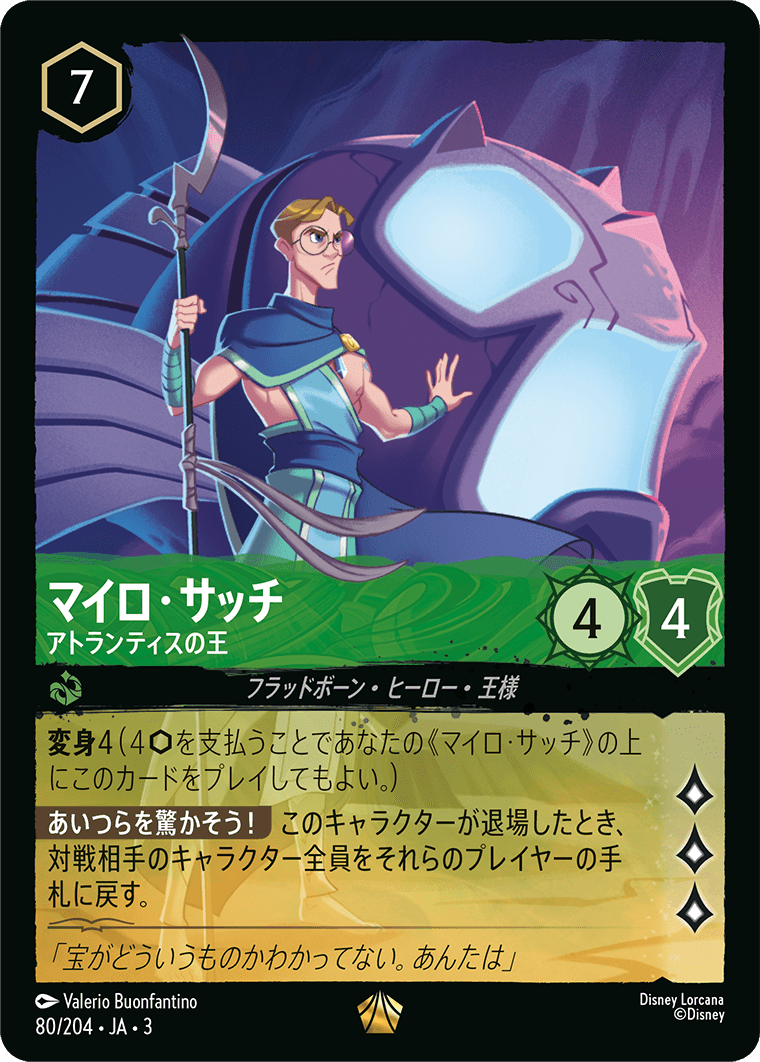 7
マイロ・サッチ
アトランティスの王
4
4
フラッドボーン・ヒーロー・王様
変身4(4⬡を支払うことであなたの《マイロ・サッチ》の上
にこのカードをプレイしてもよい。)
あいつらを驚かそう! このキャラクターが退場したとき、
対戦相手のキャラクター全員をそれらのプレイヤーの手
札に戻す。
「宝がどういうものかわかってない。あんたは」
Valerio Buonfantino
80/204・JA・3
Disney Lorcana
©Disney